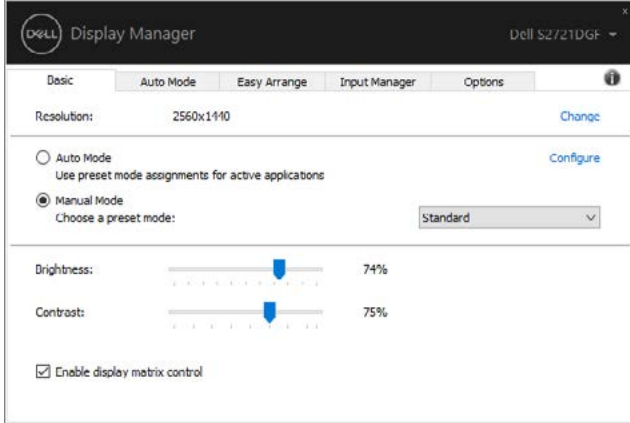 DELL Display Manager Dell S2721DGF
Basic Auto Mode Easy Arrange Input Manager Options
Resolution: 2560x1440 Change
Auto Mode Configure
Use preset mode assignments for active applications
Manual Mode
Choose a preset mode: Standard
Brightness: 74%
Contrast: 75%
Enable display matrix control